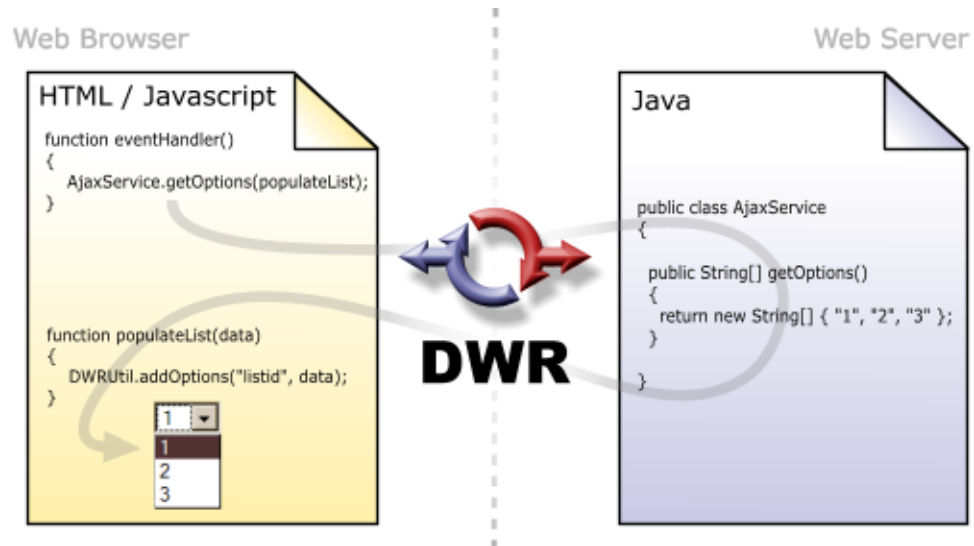 Web Browser
Web Server
HTML / Javascript
function eventHandler()
{
AjaxService.getOptions(populateList);
}
function populateList(data)
{
DWRUtil.addOptions("listid", data);
}
1
1
2
3
DWR
Java
public class AjaxService
{
public String[] getOptions()
{
return new String[] { "1", "2", "3" };
}
}